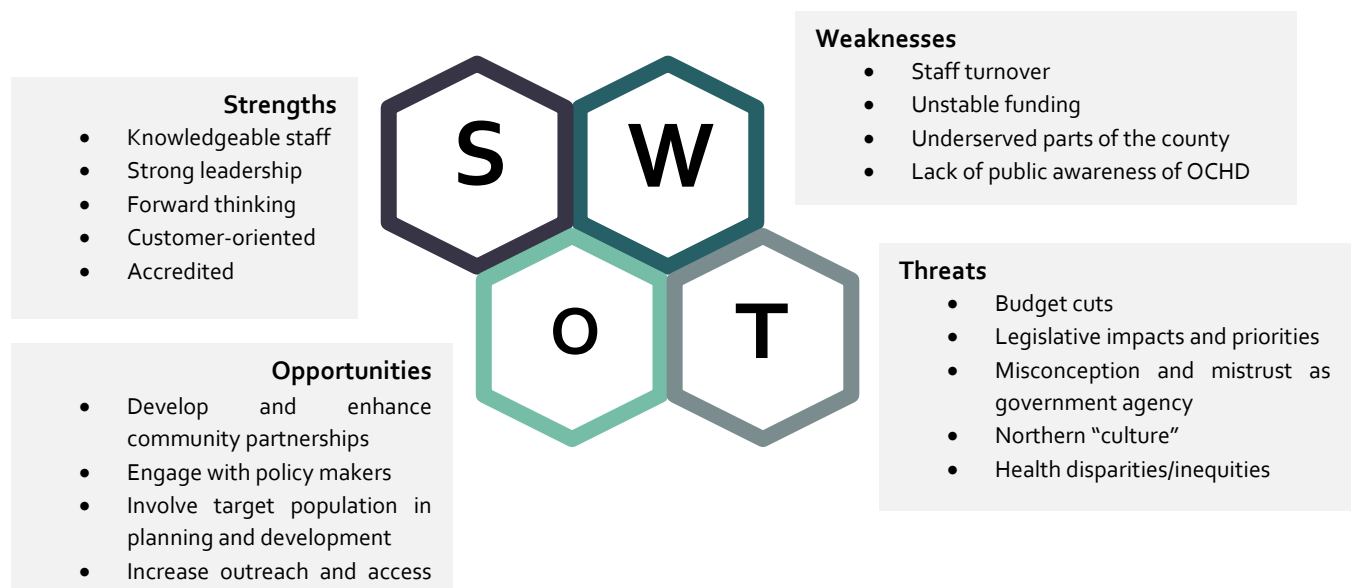 Strengths
• Knowledgeable staff
• Strong leadership
• Forward thinking
• Customer-oriented
• Accredited
S
W
O
T
Weaknesses
• Staff turnover
• Unstable funding
• Underserved parts of the county
• Lack of public awareness of OCHD
Opportunities
• Develop and enhance
community partnerships
• Engage with policy makers
• Involve target population in
planning and development
• Increase outreach and access
Threats
• Budget cuts
• Legislative impacts and priorities
• Misconception and mistrust as
government agency
• Northern “culture”
• Health disparities/inequities